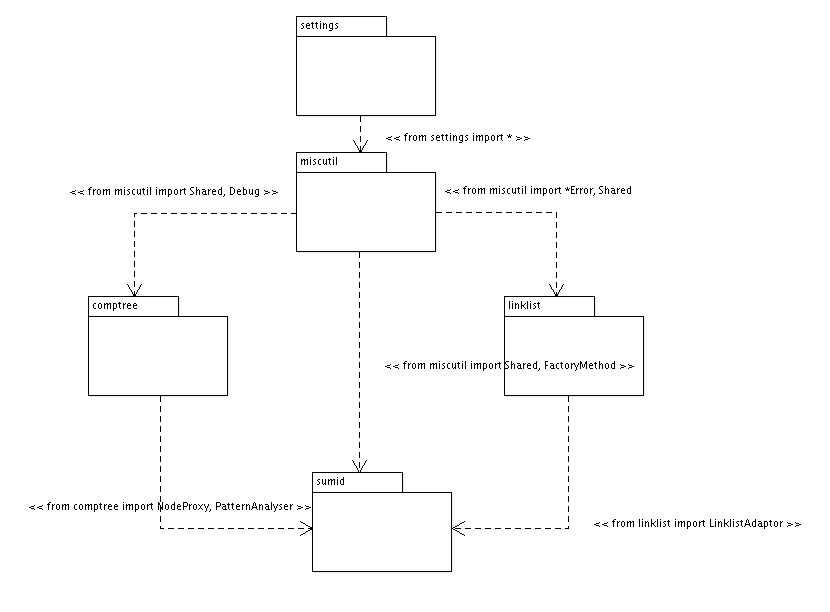 settings
<< from settings import * >>
miscutil
<< from miscutil import Shared, Debug >>
<< from miscutil import *Error, Shared
comptree
linklist
<< from miscutil import Shared, FactoryMethod >>
sumid
<< from comptree import NodeProxy, PatternAnalyser >>
<< from linklist import LinklistAdaptor >>